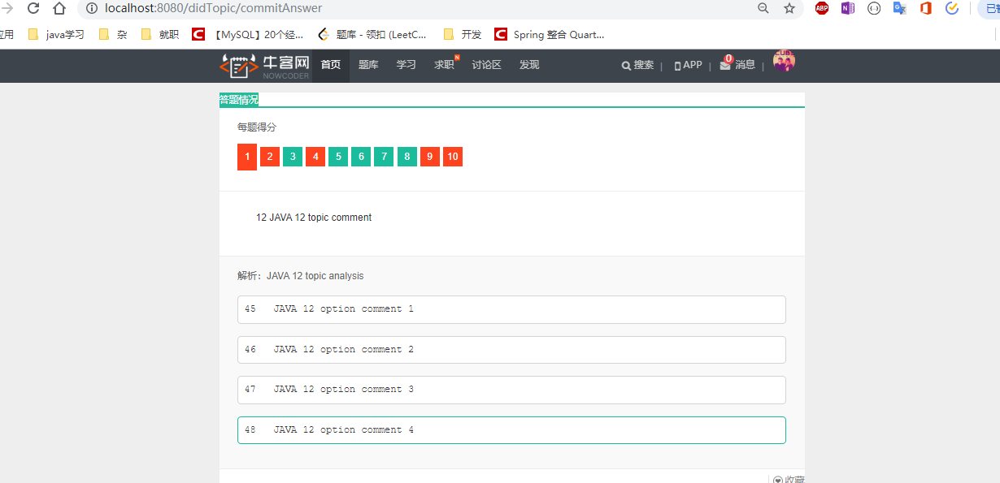 localhost:8080/didTopic/commitAnswer
ABP
应用 java学习 杂 就职 C 【MySQL】20个经... 题库 - 领扣 (LeetC... 开发 C Spring 整合 Quart...
牛客网 NOWCODER 首页 题库 学习 求职 N 讨论区 发现 搜索 | APP | 0 消息 |
答题情况
每题得分
1 2 3 4 5 6 7 8 9 10
12 JAVA 12 topic comment
解析：JAVA 12 topic analysis
45 JAVA 12 option comment 1
46 JAVA 12 option comment 2
47 JAVA 12 option comment 3
48 JAVA 12 option comment 4
收藏